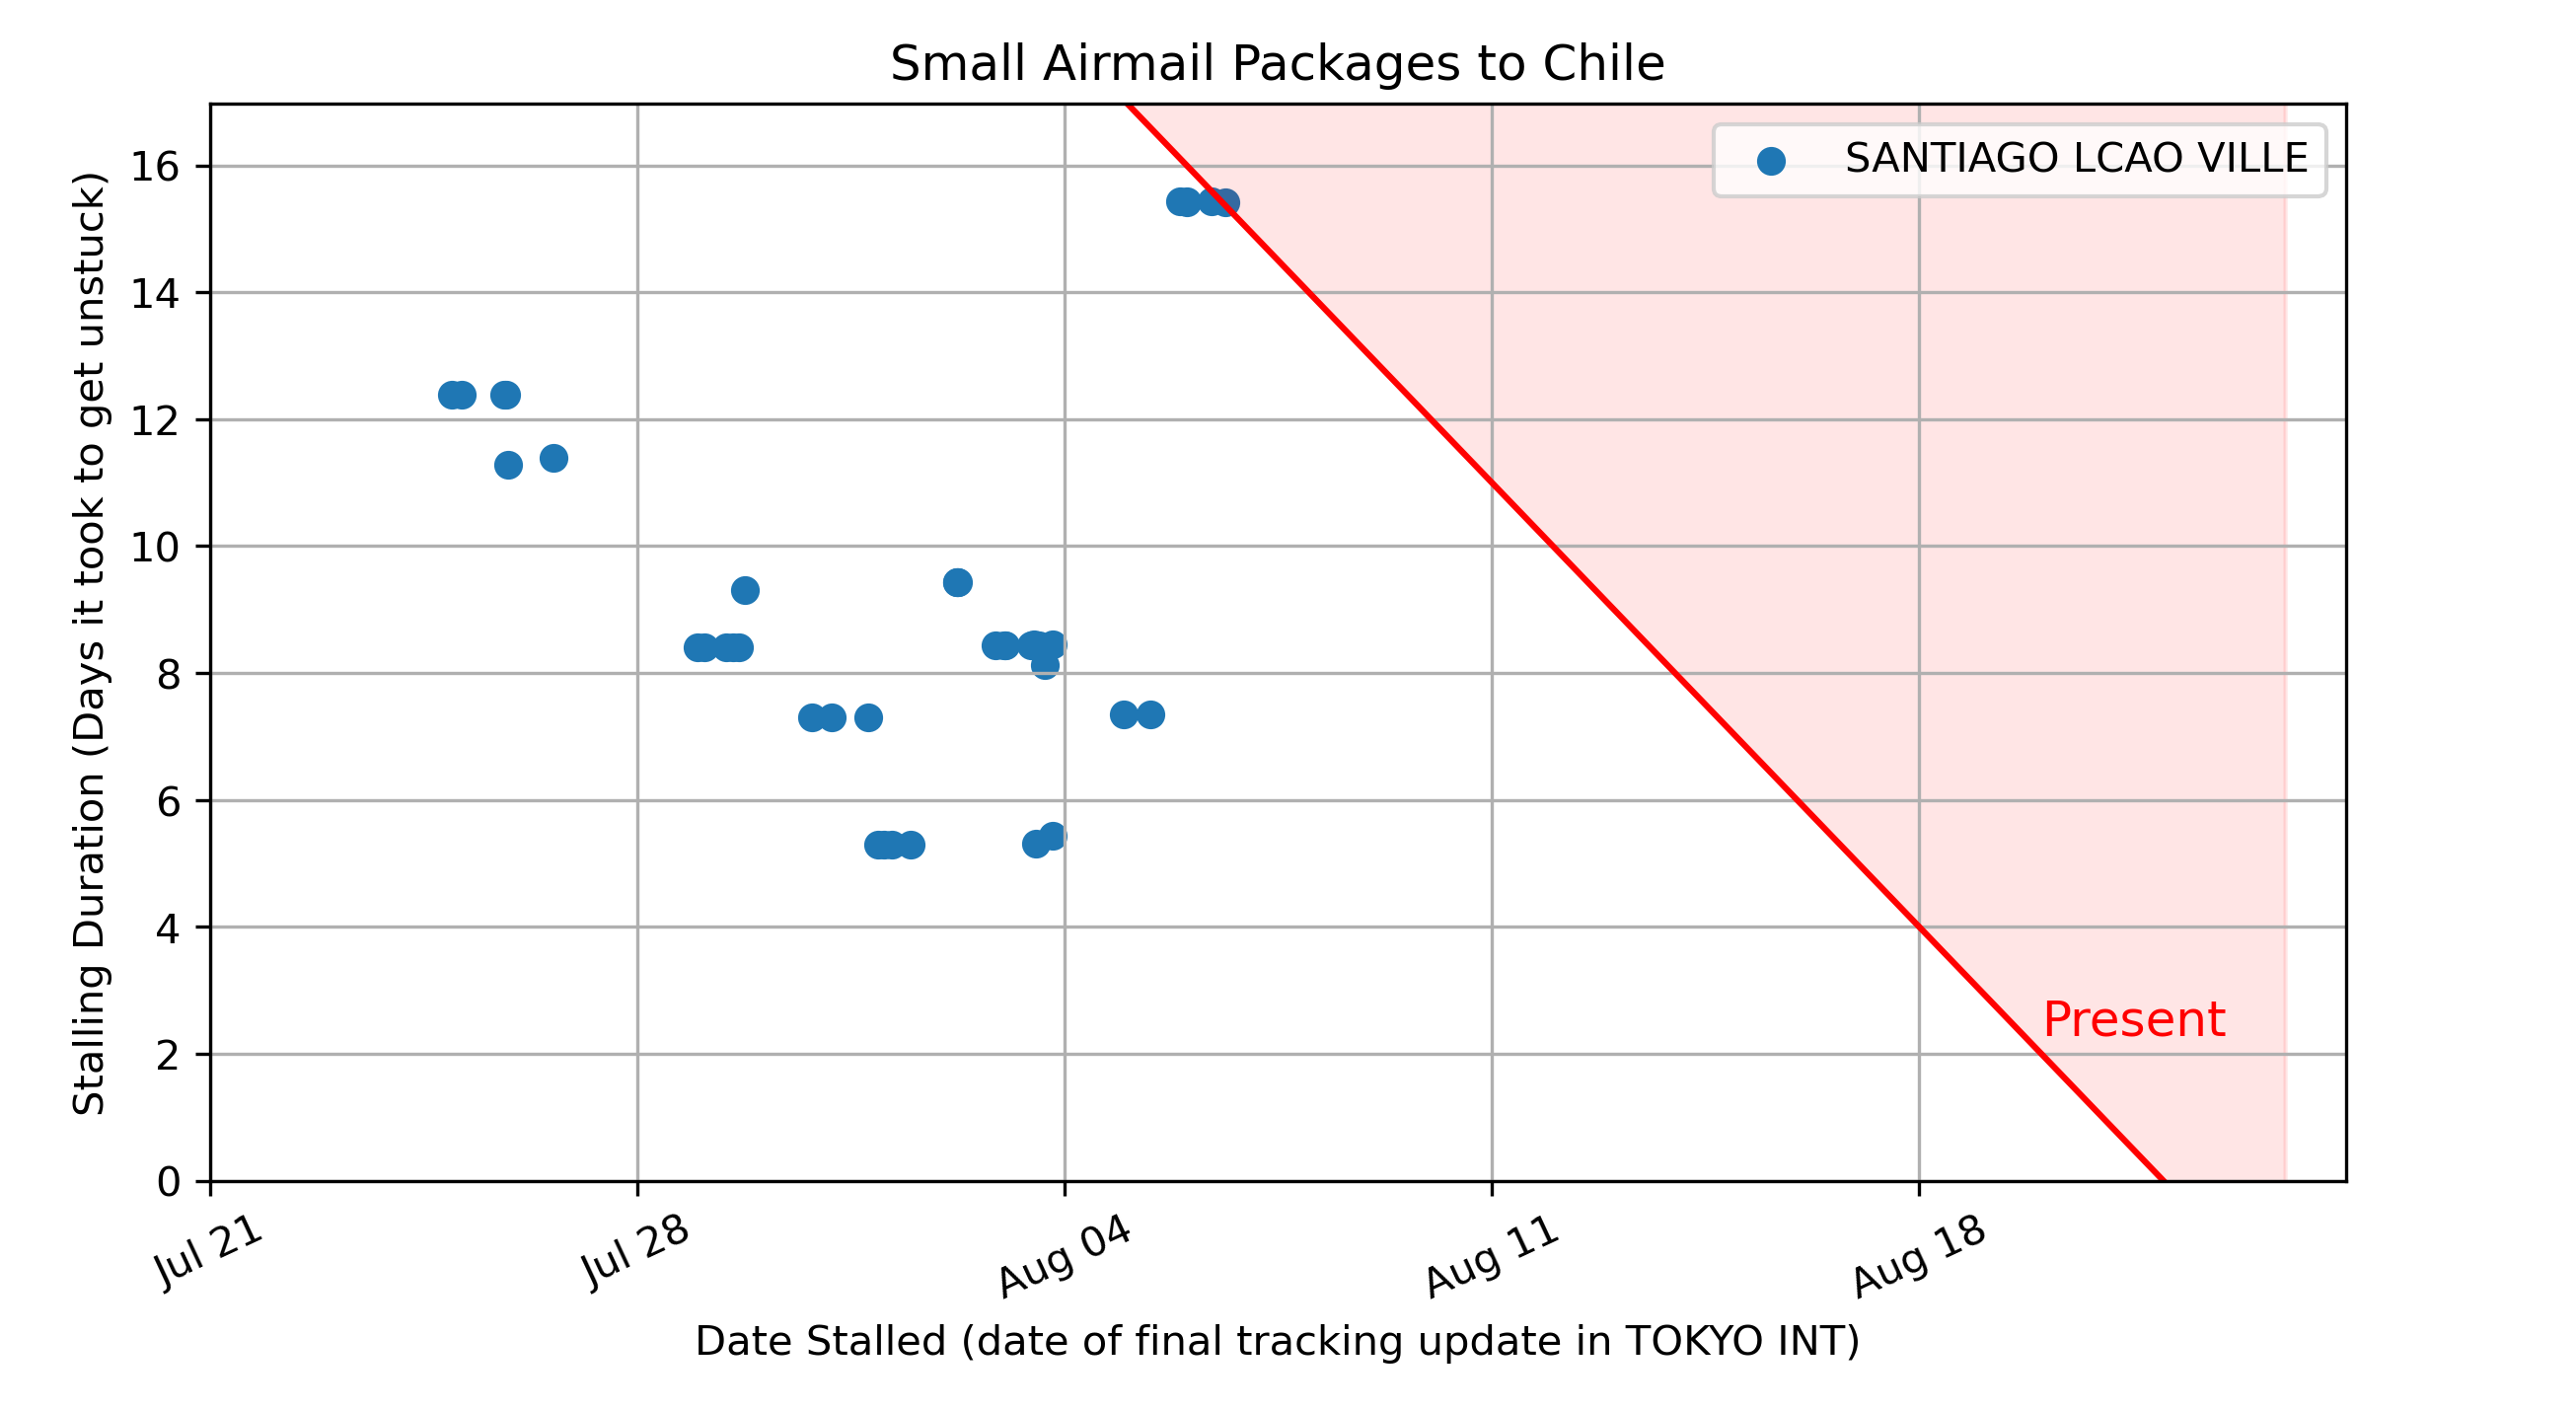 Small Airmail Packages to Chile
SANTIAGO LCAO VILLE
Stalling Duration (Days it took to get unstuck)
16
14
12
10
8
6
4
2
0
Present
Jul 21
Jul 28
Aug 04
Aug 11
Aug 18
Date Stalled (date of final tracking update in TOKYO INT)